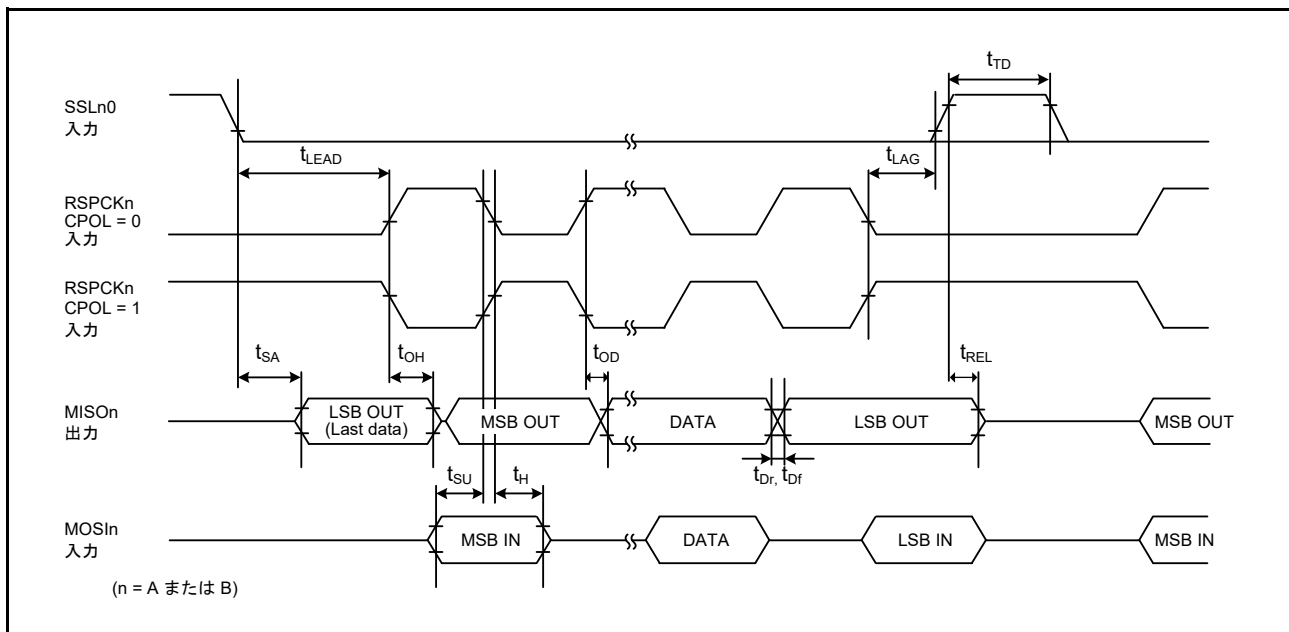 SSLn0
入力
tTD
tLEAD
tLAG
RSPCKn
CPOL = 0
入力
RSPCKn
CPOL = 1
入力
tSA
tOH
tOD
tREL
MISOn
出力
LSB OUT
(Last data)
MSB OUT
DATA
LSB OUT
MSB OUT
tSU
tH
tDr, tDf
MOSIn
入力
MSB IN
DATA
LSB IN
MSB IN
(n = A または B)